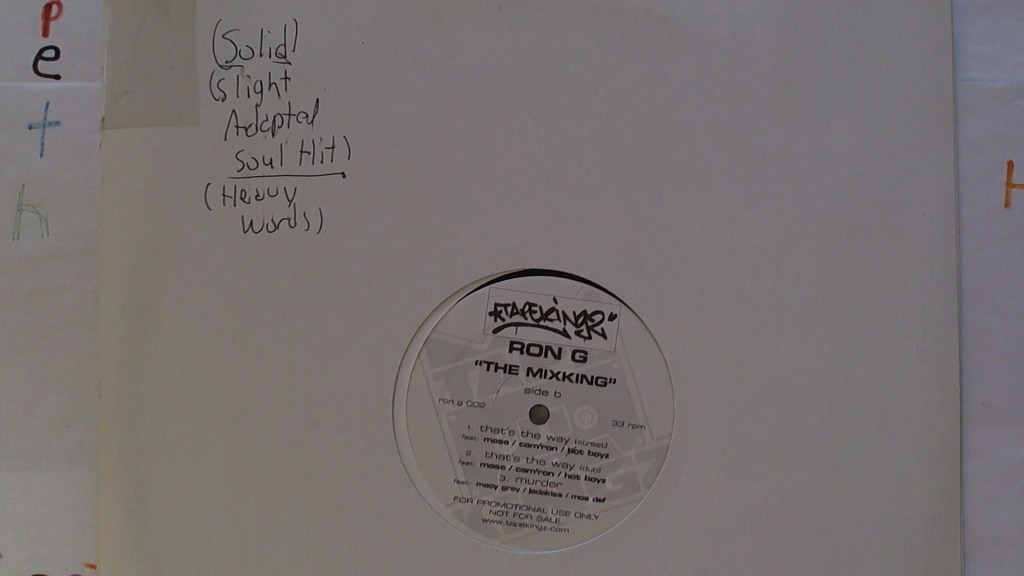 p
e
t
h
(Solid)
(slight
Adeptal
Soul Hit)
(Heavy
words)
H
TAPEKINGZ
RON G
"THE MIXKING"
side b
ron g 002
33 rpm
1. that's the way (street)
feat: mase / cam'ron / hot boyz
2. that's the way (dub)
feat: mase / cam'ron / hot boyz
3. murder
feat: macy grey / jadakiss / mos def
FOR PROMOTIONAL USE ONLY
NOT FOR SALE
www.tapekingz.com